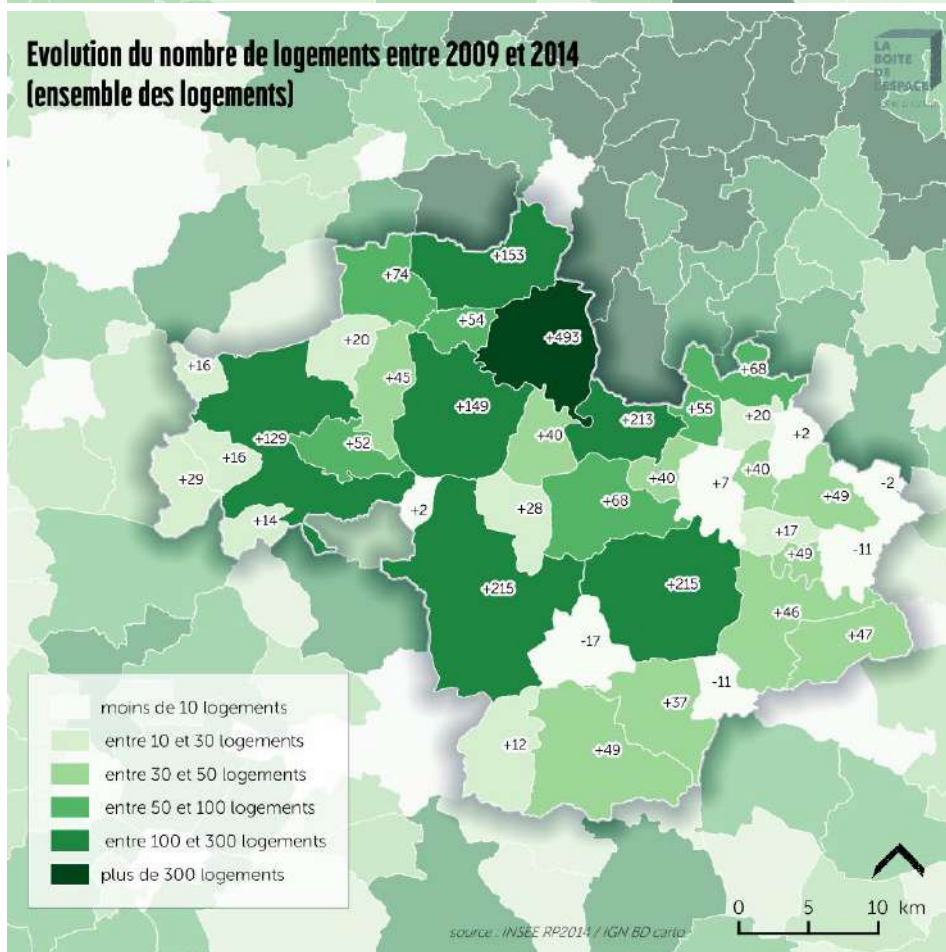 Evolution du nombre de logements entre 2009 et 2014
(ensemble des logements)
LA
BOITE
DE
L'ESPACE
+153
+74
+54
+493
+20
+16
+45
+68
+149
+213
+55
+20
+2
+129
+52
+40
+16
+29
+40
+7
+40
-2
+49
+2
+28
+68
+14
+17
+49
-11
+215
+215
+46
-17
+47
-11
+37
+12
+49
moins de 10 logements
entre 10 et 30 logements
entre 30 et 50 logements
entre 50 et 100 logements
entre 100 et 300 logements
plus de 300 logements
0 5 10 km
source : INSEE RP2014 / IGN BD carto